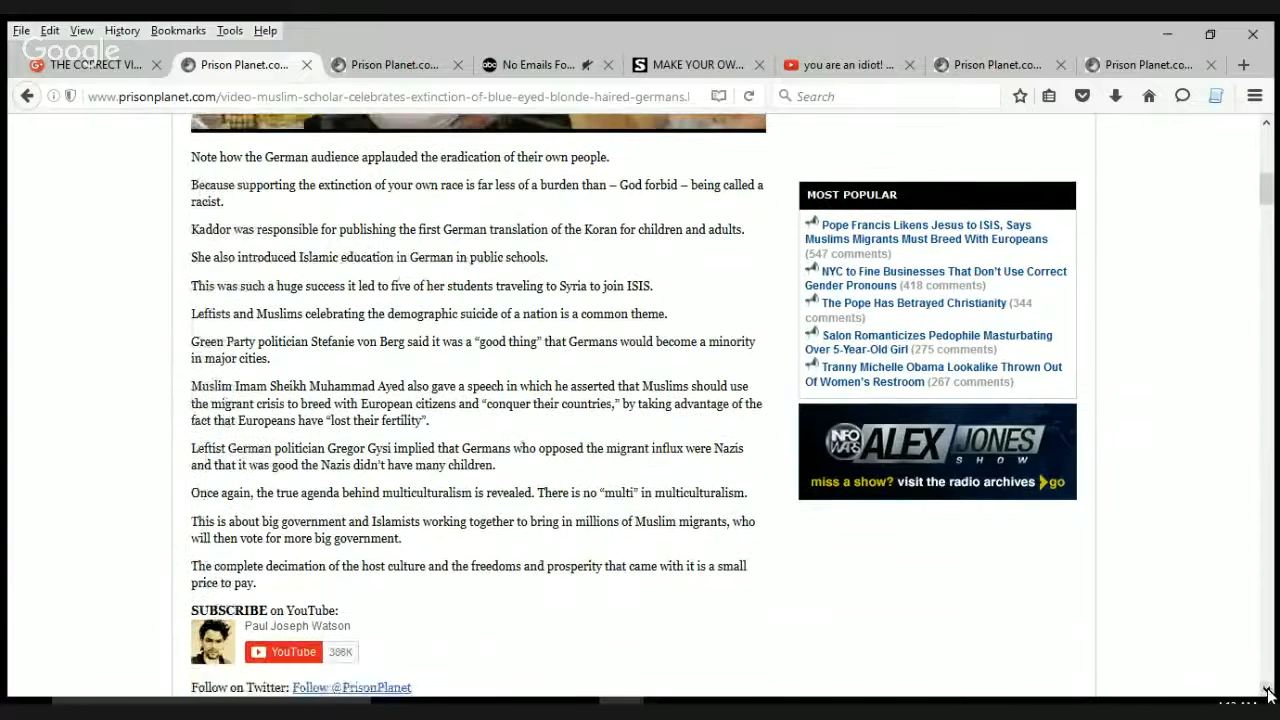 File Edit View History Bookmarks Tools Help
Google
THE CORRECT VI...
Prison Planet.co...
Prison Planet.co...
No Emails Fo...
MAKE YOUR OW...
you are an idiot! ...
Prison Planet.co...
Prison Planet.co...
www.prisonplanet.com/video-muslim-scholar-celebrates-extinction-of-blue-eyed-blonde-haired-germans.l
Search
Note how the German audience applauded the eradication of their own people.
Because supporting the extinction of your own race is far less of a burden than – God forbid – being called a
racist.
Kaddor was responsible for publishing the first German translation of the Koran for children and adults.
She also introduced Islamic education in German in public schools.
This was such a huge success it led to five of her students traveling to Syria to join ISIS.
Leftists and Muslims celebrating the demographic suicide of a nation is a common theme.
Green Party politician Stefanie von Berg said it was a “good thing” that Germans would become a minority
in major cities.
Muslim Imam Sheikh Muhammad Ayed also gave a speech in which he asserted that Muslims should use
the migrant crisis to breed with European citizens and “conquer their countries,” by taking advantage of the
fact that Europeans have “lost their fertility”.
Leftist German politician Gregor Gysi implied that Germans who opposed the migrant influx were Nazis
and that it was good the Nazis didn’t have many children.
Once again, the true agenda behind multiculturalism is revealed. There is no “multi” in multiculturalism.
This is about big government and Islamists working together to bring in millions of Muslim migrants, who
will then vote for more big government.
The complete decimation of the host culture and the freedoms and prosperity that came with it is a small
price to pay.
SUBSCRIBE on YouTube:
Paul Joseph Watson
YouTube 386K
Follow on Twitter: Follow @PrisonPlanet
MOST POPULAR
Pope Francis Likens Jesus to ISIS, Says
Muslims Migrants Must Breed With Europeans
(547 comments)
NYC to Fine Businesses That Don't Use Correct
Gender Pronouns (418 comments)
The Pope Has Betrayed Christianity (344
comments)
Salon Romanticizes Pedophile Masturbating
Over 5-Year-Old Girl (275 comments)
Tranny Michelle Obama Lookalike Thrown Out
Of Women's Restroom (267 comments)
INFO WARS ALEX JONES
SHOW
miss a show? visit the radio archives go